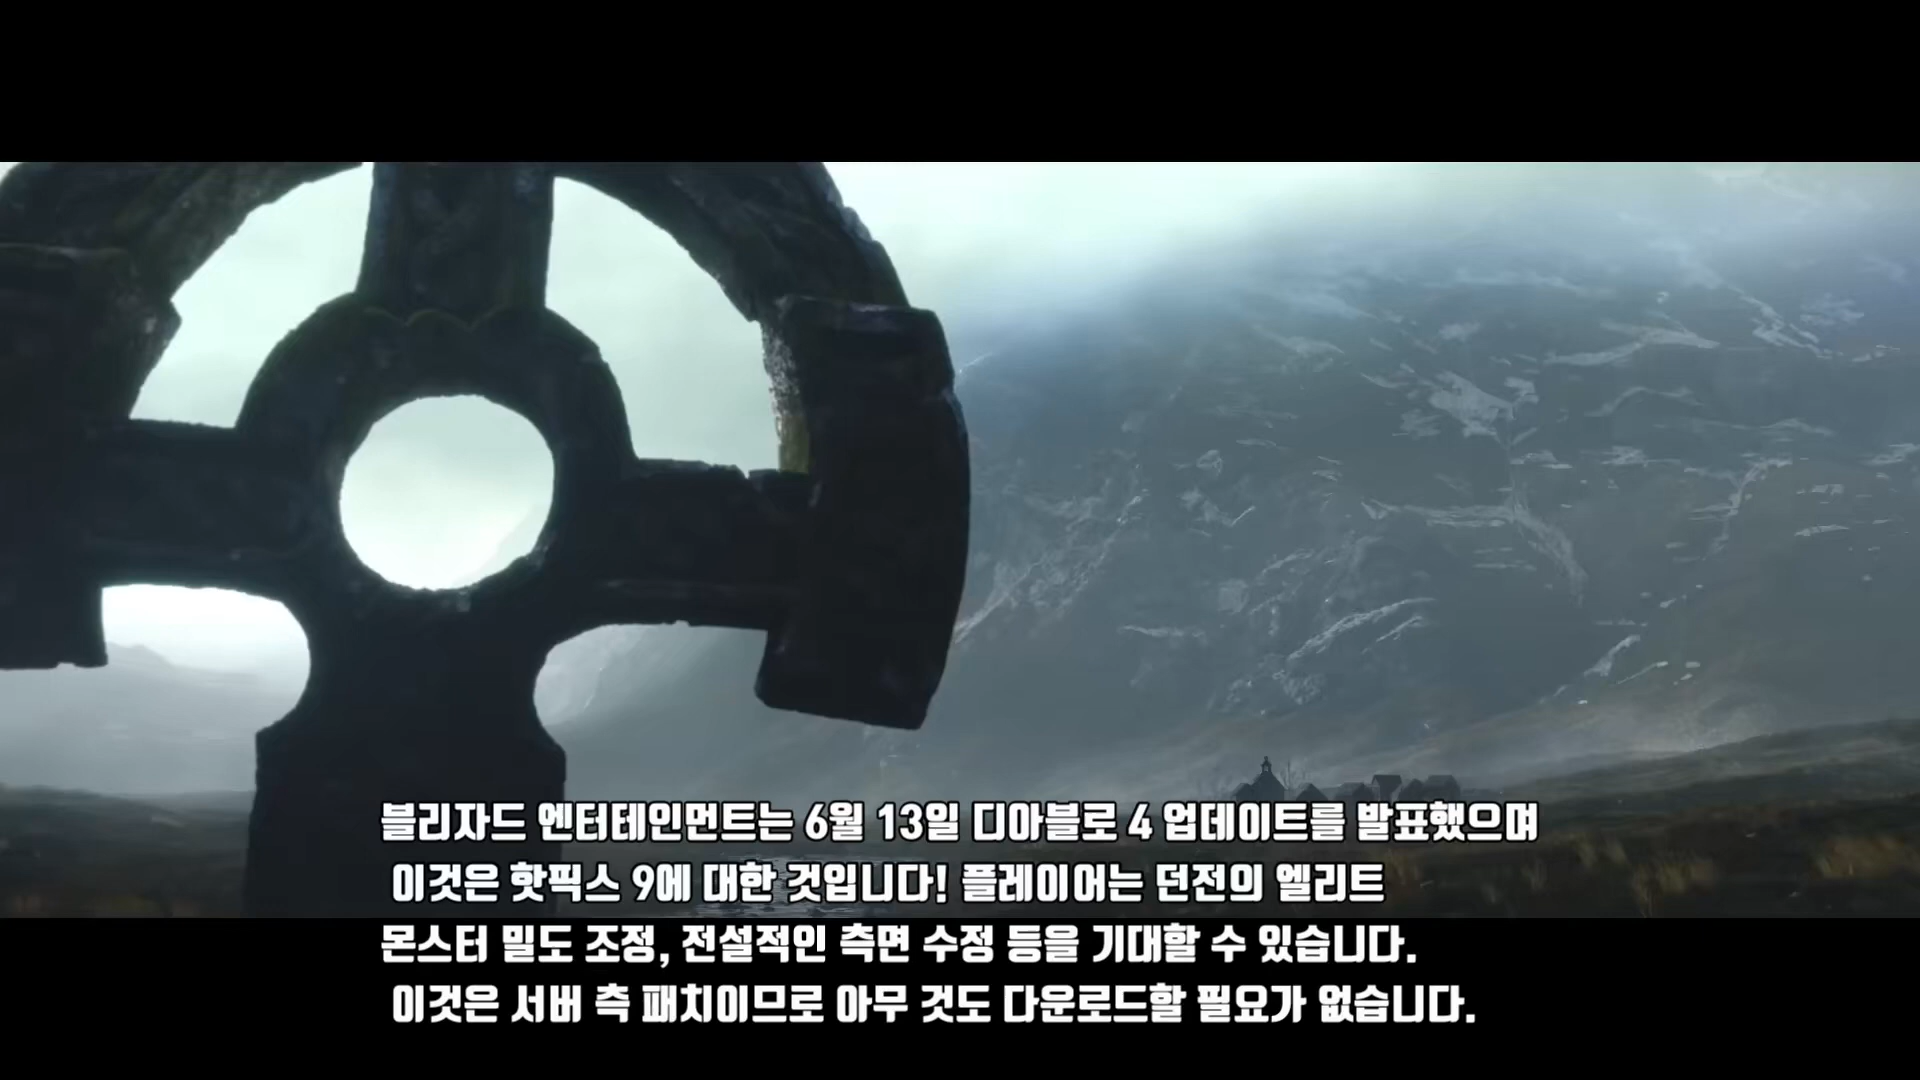 블리자드 엔터테인먼트는 6월 13일 디아블로 4 업데이트를 발표했으며
이것은 핫픽스 9에 대한 것입니다! 플레이어는 던전의 엘리트
몬스터 밀도 조정, 전설적인 측면 수정 등을 기대할 수 있습니다.
이것은 서버 측 패치이므로 아무 것도 다운로드할 필요가 없습니다.